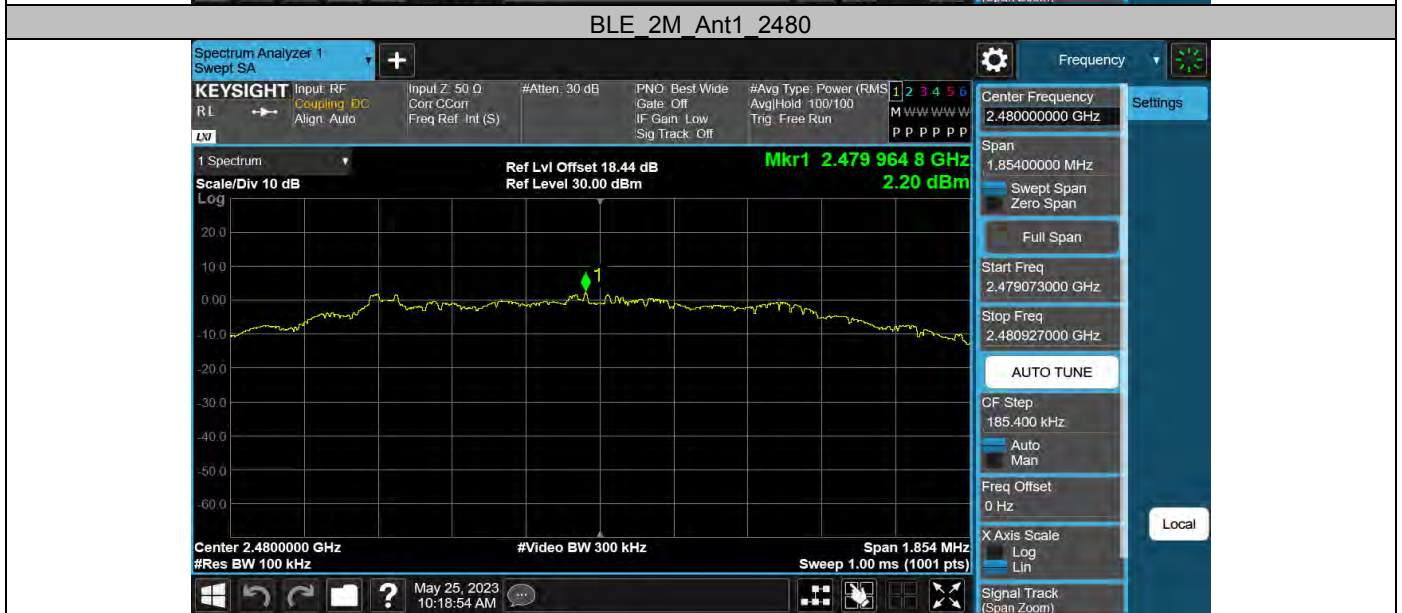 BLE_2M_Ant1_2480
Spectrum Analyzer 1
Swept SA
Frequency
KEYSIGHT
RL
LXI
Input: RF
Coupling: DC
Align: Auto
Input Z: 50 Ω
Corr CCorr
Freq Ref: Int (S)
#Atten: 30 dB
PNO: Best Wide
Gate: Off
IF Gain: Low
Sig Track: Off
#Avg Type: Power (RMS
Avg|Hold: 100/100
Trig: Free Run
1 2 3 4 5 6
M W W W W W
P P P P P P
Center Frequency
2.480000000 GHz
Settings
1 Spectrum
Scale/Div 10 dB
Ref Lvl Offset 18.44 dB
Ref Level 30.00 dBm
Mkr1 2.479 964 8 GHz
2.20 dBm
Span
1.85400000 MHz
Swept Span
Zero Span
Full Span
Start Freq
2.479073000 GHz
Stop Freq
2.480927000 GHz
AUTO TUNE
CF Step
185.400 kHz
Auto
Man
Freq Offset
0 Hz
X Axis Scale
Log
Lin
Local
Signal Track
(Span Zoom)
Log
20.0
10.0
0.00
-10.0
-20.0
-30.0
-40.0
-50.0
-60.0
1
Center 2.4800000 GHz
#Res BW 100 kHz
#Video BW 300 kHz
Span 1.854 MHz
Sweep 1.00 ms (1001 pts)
?
May 25, 2023
10:18:54 AM